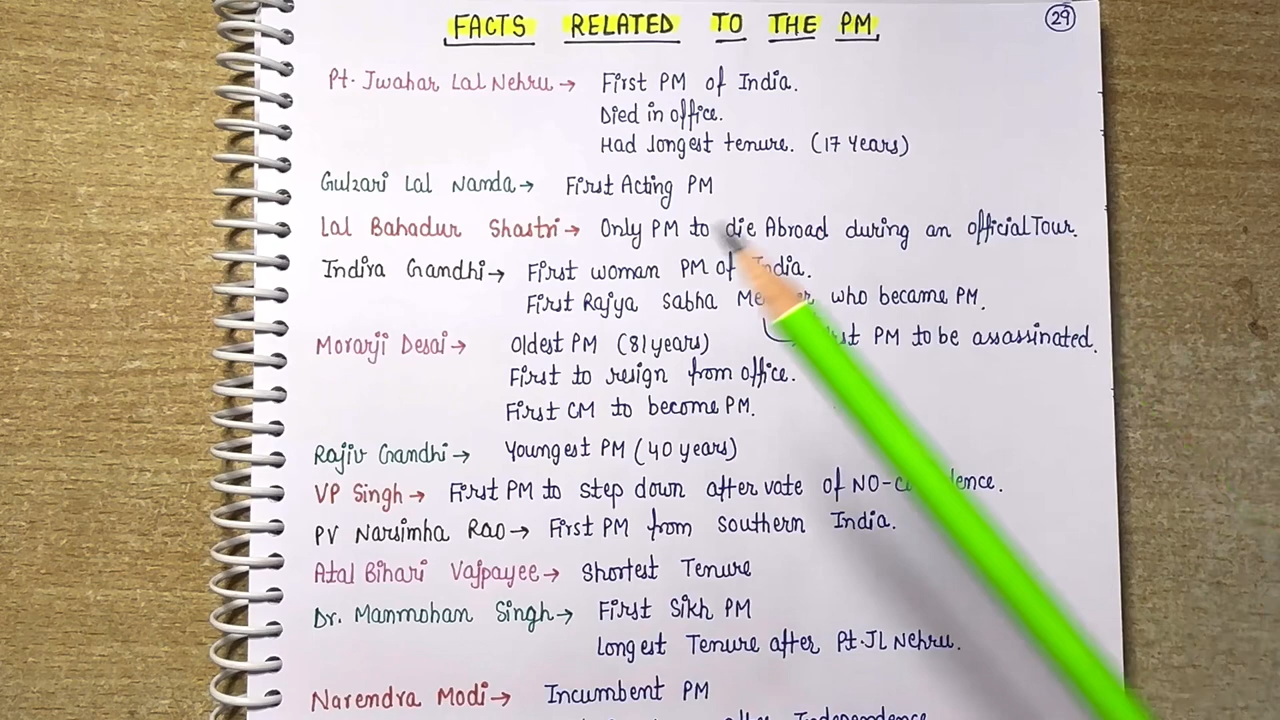 FACTS RELATED TO THE PM
29
Pt. Jwahar Lal Nehru → First PM of India.
Died in office.
Had longest tenure. (17 Years)
Gulzari Lal Nanda → First Acting PM
Lal Bahadur Shastri → Only PM to die Abroad during an official Tour.
Indira Gandhi → First woman PM of India.
First Rajya Sabha who became PM.
PM to be assassinated.
Morarji Desai → Oldest PM (81 years)
First to resign from office.
First CM to become PM.
Rajiv Gandhi → Youngest PM (40 years)
VP Singh → First PM to step down after vate of NO-
PV Narsimha Rao → First PM from southern India.
Atal Bihari Vajpayee → Shortest Tenure
Dr. Manmohan Singh → First Sikh PM
Longest Tenure after Pt. JL Nehru.
Narendra Modi → Incumbent PM
Independence